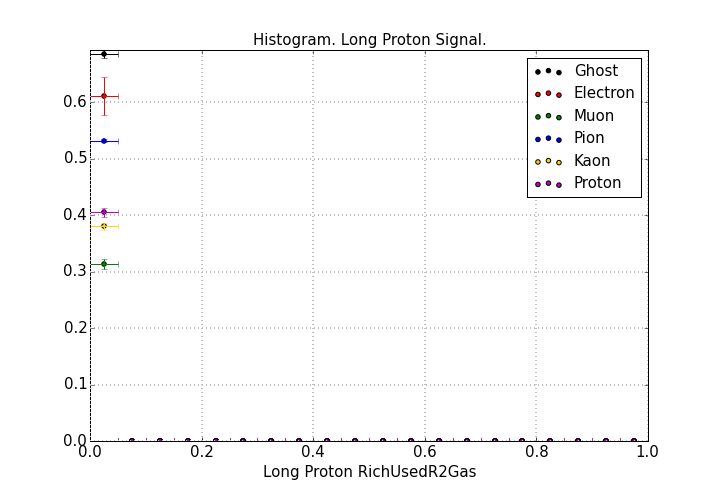 Histogram. Long Proton Signal.
Ghost
Electron
Muon
Pion
Kaon
Proton
0.6
0.5
0.4
0.3
0.2
0.1
0.0
0.0 0.2 0.4 0.6 0.8 1.0
Long Proton RichUsedR2Gas